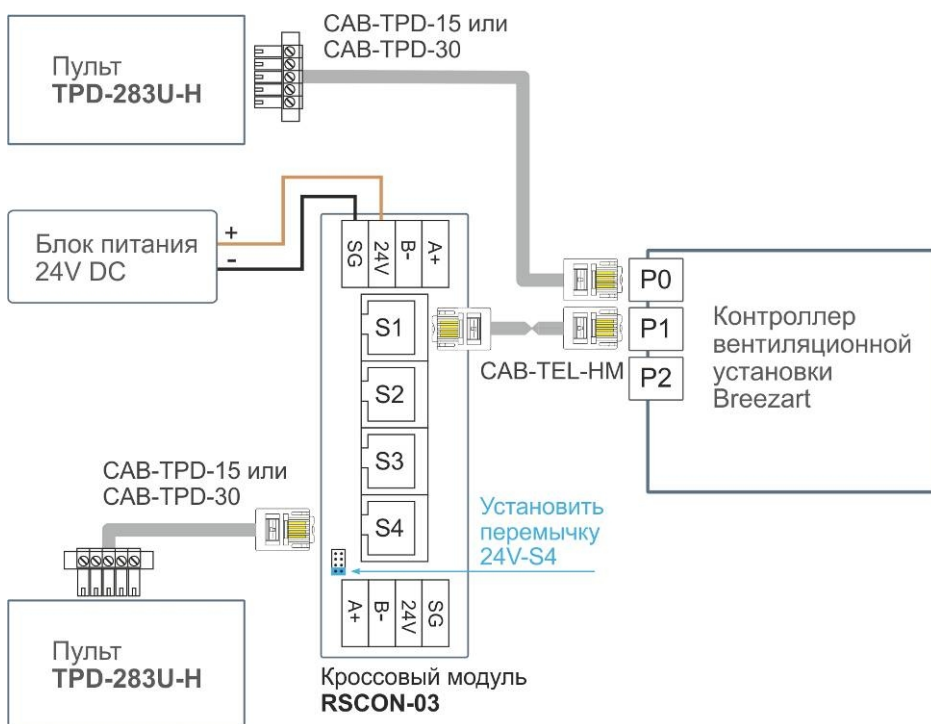 CAB-TPD-15 или
CAB-TPD-30
Пульт
TPD-283U-H
Блок питания
24V DC
+
-
SG
24V
B-
A+
S1
S2
S3
S4
CAB-TEL-HM
P0
P1
P2
Контроллер
вентиляционной
установки
Breezart
CAB-TPD-15 или
CAB-TPD-30
Установить
перемычку
24V-S4
A+
B-
24V
SG
Пульт
TPD-283U-H
Кроссовый модуль
RSCON-03